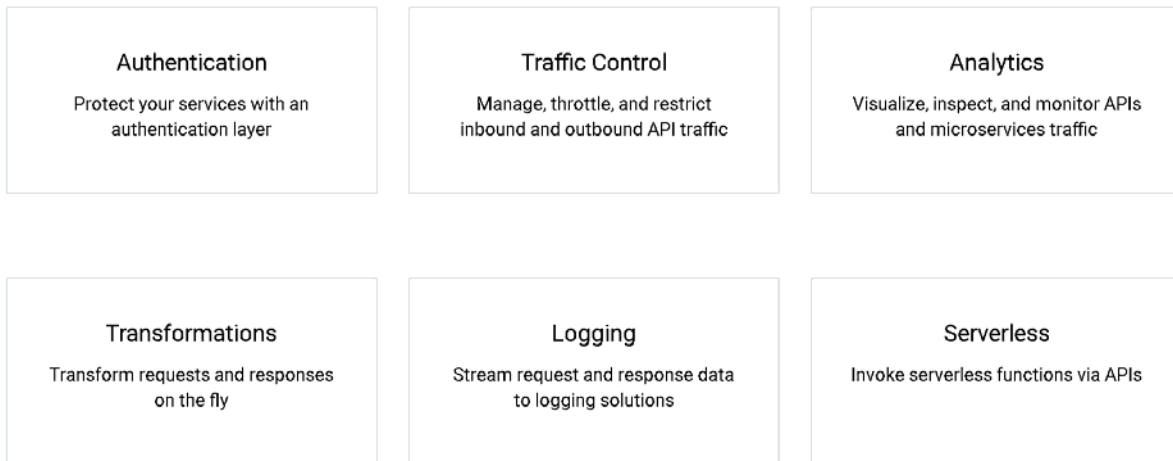 Authentication
Protect your services with an
authentication layer
Traffic Control
Manage, throttle, and restrict
inbound and outbound API traffic
Analytics
Visualize, inspect, and monitor APIs
and microservices traffic
Transformations
Transform requests and responses
on the fly
Logging
Stream request and response data
to logging solutions
Serverless
Invoke serverless functions via APIs